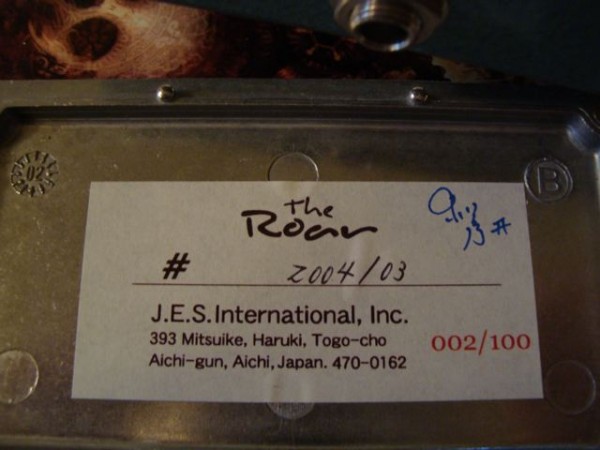 02
B
the
Roar
# 2004/03
J.E.S.International, Inc.
393 Mitsuike, Haruki, Togo-cho
Aichi-gun, Aichi, Japan. 470-0162
002/100